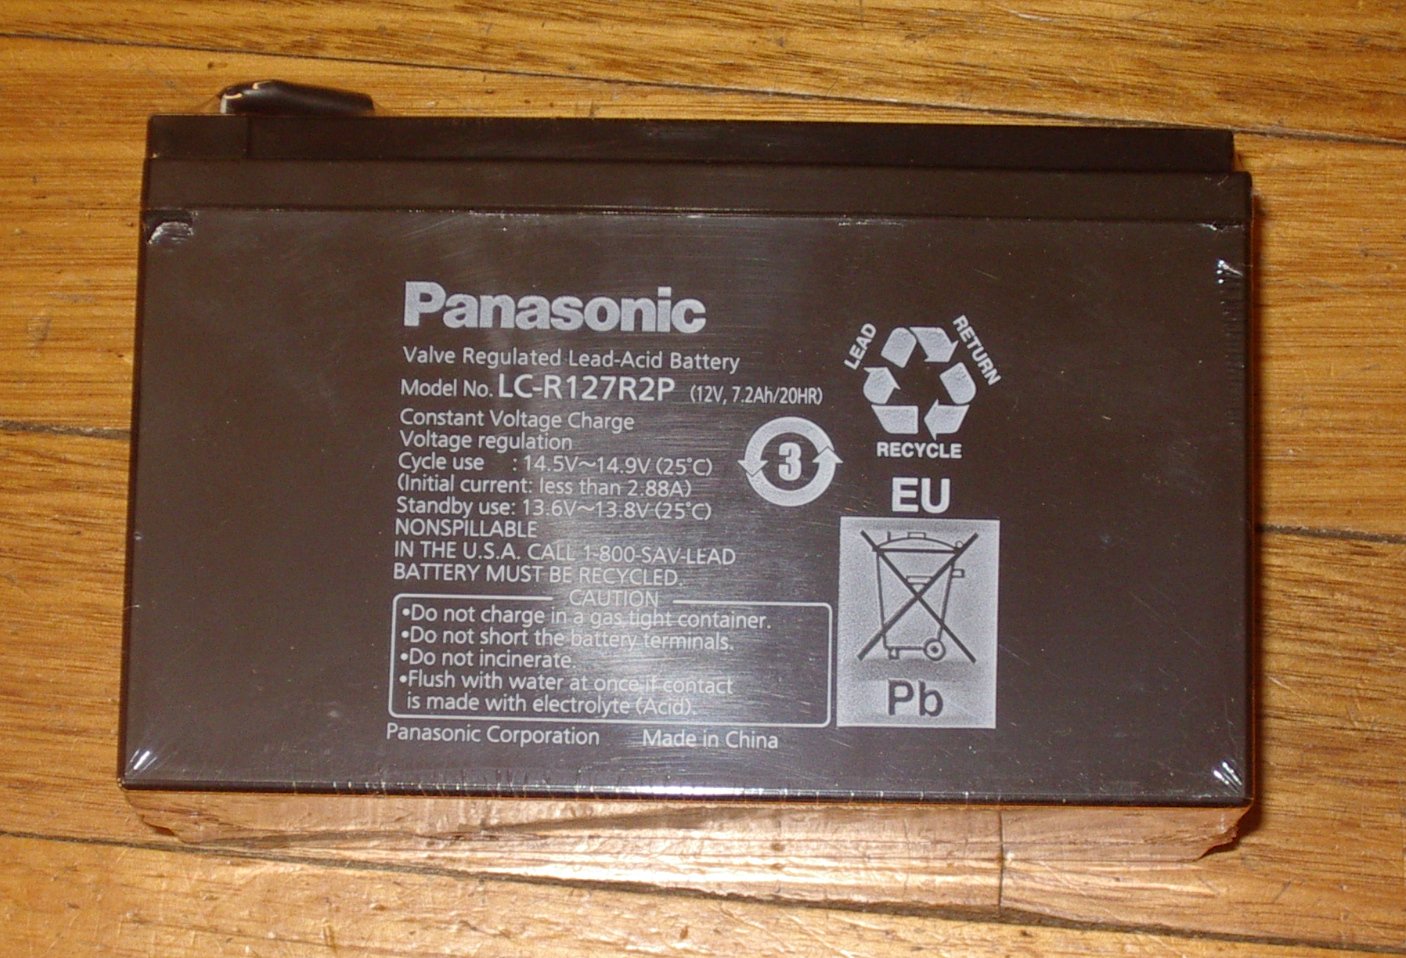 Panasonic
Valve Regulated Lead-Acid Battery
Model No. LC-R127R2P (12V, 7.2Ah/20HR)
Constant Voltage Charge
Voltage regulation
Cycle use : 14.5V~14.9V (25°C)
(Initial current: less than 2.88A)
Standby use: 13.6V~13.8V (25°C)
NONSPILLABLE
IN THE U.S.A. CALL 1-800-SAV-LEAD
BATTERY MUST BE RECYCLED.
CAUTION
•Do not charge in a gas tight container.
•Do not short the battery terminals.
•Do not incinerate.
•Flush with water at once if contact
is made with electrolyte (Acid).
Panasonic Corporation Made in China
3
LEAD
RETURN
RECYCLE
EU
Pb